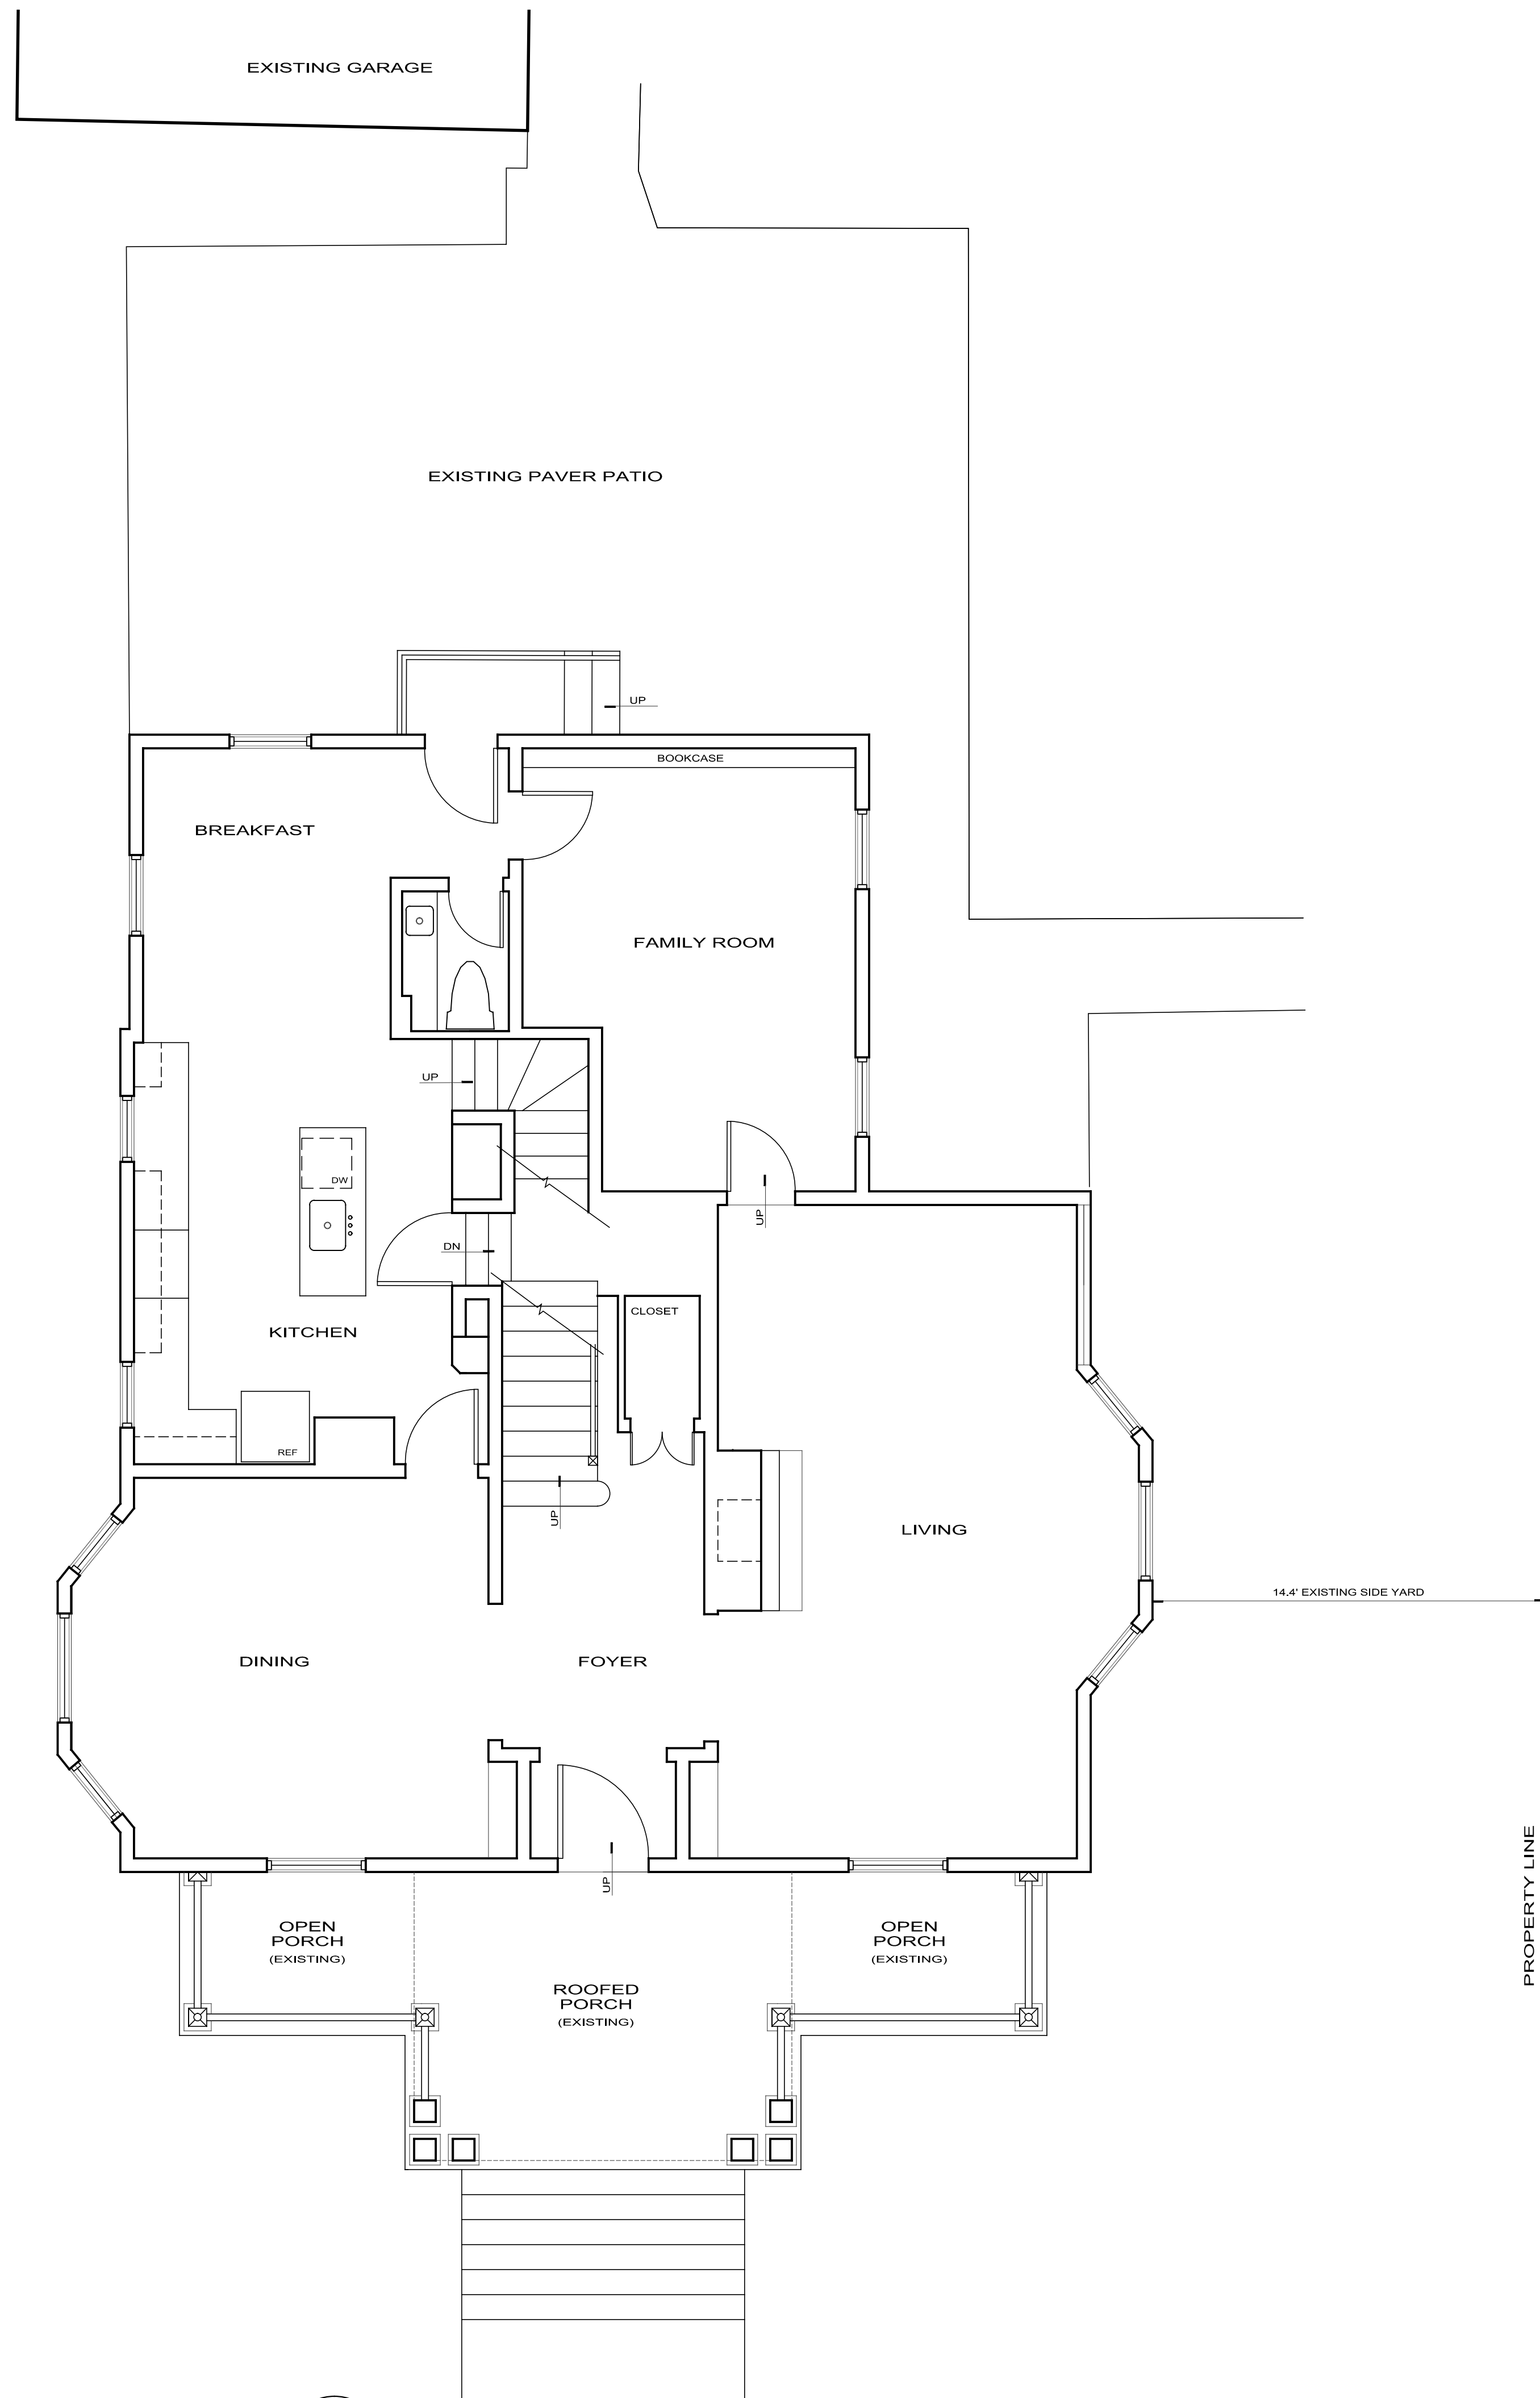 EXISTING GARAGE
EXISTING PAVER PATIO
UP
BOOKCASE
BREAKFAST
FAMILY ROOM
UP
DW
UP
DN
CLOSET
KITCHEN
REF
UP
LIVING
14.4' EXISTING SIDE YARD
DINING
FOYER
UP
PROPERTY LINE
OPEN
PORCH
(EXISTING)
OPEN
PORCH
(EXISTING)
ROOFED
PORCH
(EXISTING)